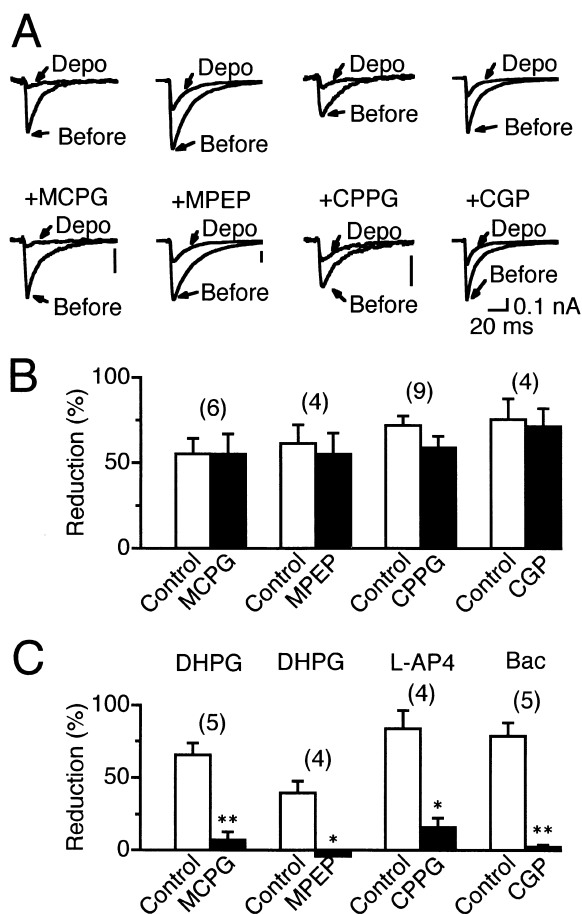 A
Depo Depo Depo Depo
Before Before Before Before
+MCPG +MPEP +CPPG +CGP
Depo Depo Depo Depo
Before Before Before Before
0.1 nA
20 ms
B
Reduction (%)
100
50
0
(6) (4) (9) (4)
Control MCPG Control MPEP Control CPPG Control CGP
C
DHPG DHPG L-AP4 Bac
Reduction (%)
100
50
0
(5) (4) (4) (5)
** * * **
Control MCPG Control MPEP Control CPPG Control CGP